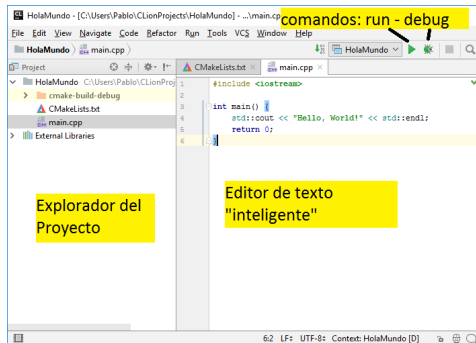 HolaMundo - [C:\Users\Pablo\CLionProjects\HolaMundo] - ...\main.cp
comandos: run - debug
File Edit View Navigate Code Refactor Run Tools VCS Window Help
HolaMundo main.cpp
HolaMundo
Project
CMakeLists.txt
main.cpp
HolaMundo C:\Users\Pablo\CLionProj
cmake-build-debug
CMakeLists.txt
main.cpp
External Libraries
1 #include <iostream>
2
3 int main() {
4 std::cout << "Hello, World!" << std::endl;
5 return 0;
6 }
Explorador del
Proyecto
Editor de texto
"inteligente"
6:2 LF÷ UTF-8÷ Context: HolaMundo [D]